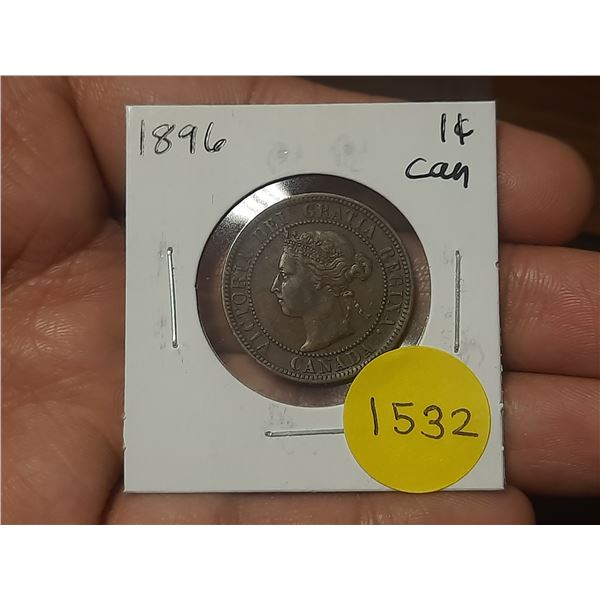 1896
1¢
Can
VICTORIA DEI GRATIA REGINA
CANADA
1532